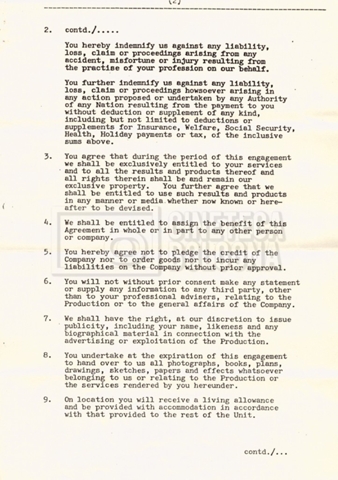 (2)
2. contd./.....
You hereby indemnify us against any liability,
loss, claim or proceedings arising from any
accident, misfortune or injury resulting from
the practise of your profession on our behalf.
You further indemnify us against any liability,
loss, claim or proceedings howsoever arising in
any action proposed or undertaken by any Authority
of any Nation resulting from the payment to you
without deduction or supplement of any kind,
including but not limited to deductions or
supplements for Insurance, Welfare, Social Security,
Health, Holiday payments or tax, of the inclusive
sums above.
3. You agree that during the period of this engagement
we shall be exclusively entitled to your services
and to all the results and products thereof and
all rights therein shall be and remain our
exclusive property. You further agree that we
shall be entitled to use such results and products
in any manner or media whether now known or here-
after to be devised.
4. We shall be entitled to assign the benefit of this
Agreement in whole or in part to any other person
or company.
5. You hereby agree not to pledge the credit of the
Company nor to order goods nor to incur any
liabilities on the Company without prior approval.
6. You will not without prior consent make any statement
or supply any information to any third party, other
than to your professional advisers, relating to the
Production or to the general affairs of the Company.
7. We shall have the right, at our discretion to issue
publicity, including your name, likeness and any
biographical material in connection with the
advertising or exploitation of the Production.
8. You undertake at the expiration of this engagement
to hand over to us all photographs, books, plans,
drawings, sketches, papers and effects whatsoever
belonging to us or relating to the Production or
the services rendered by you hereunder.
9. On location you will receive a living allowance
and be provided with accommodation in accordance
with that provided to the rest of the Unit.
contd./...